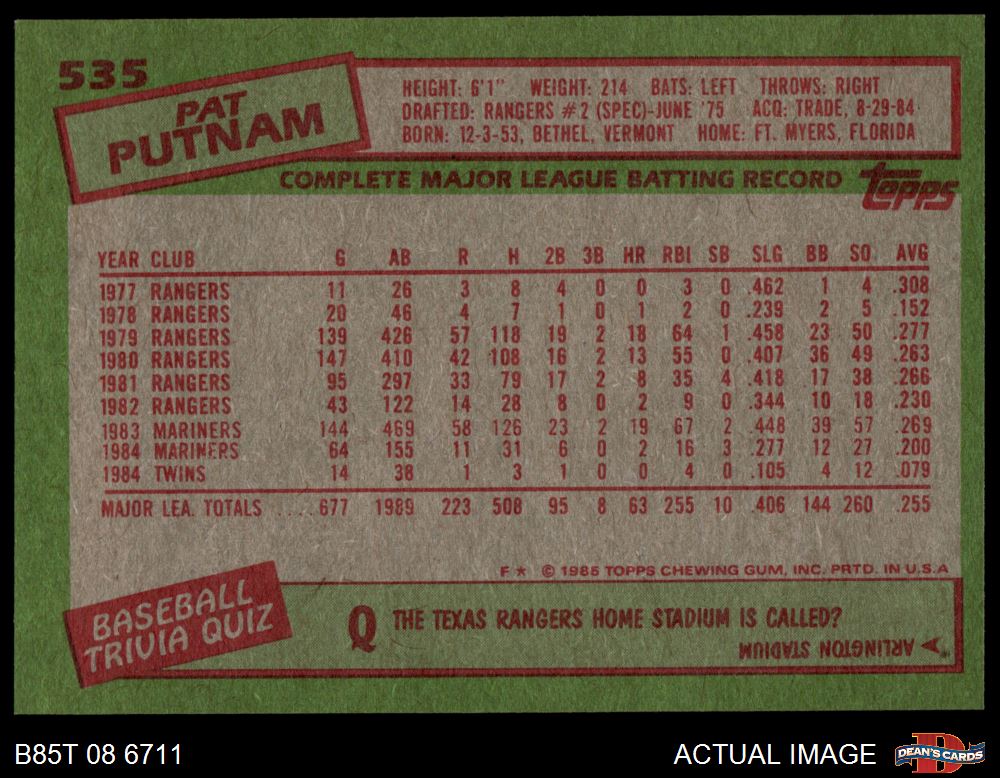 535
PAT
PUTNAM
HEIGHT: 6'1" WEIGHT: 214 BATS: LEFT THROWS: RIGHT
DRAFTED: RANGERS #2 (SPEC)-JUNE '75 ACQ: TRADE, 8-29-84
BORN: 12-3-53, BETHEL, VERMONT HOME: FT. MYERS, FLORIDA
COMPLETE MAJOR LEAGUE BATTING RECORD topps
YEAR CLUB G AB R H 2B 3B HR RBI SB SLG BB SO AVG
1977 RANGERS 11 26 3 8 4 0 0 3 0 .462 1 4 .308
1978 RANGERS 20 46 4 7 1 0 1 2 0 .239 2 5 .152
1979 RANGERS 139 426 57 118 19 2 18 64 1 .458 23 50 .277
1980 RANGERS 147 410 42 108 16 2 13 55 0 .407 36 49 .263
1981 RANGERS 95 297 33 79 17 2 8 35 4 .418 17 38 .266
1982 RANGERS 43 122 14 28 8 0 2 9 0 .344 10 18 .230
1983 MARINERS 144 469 58 126 23 2 19 67 2 .448 39 57 .269
1984 MARINERS 64 155 11 31 6 0 2 16 3 .277 12 27 .200
1984 TWINS 14 38 1 3 1 0 0 4 0 .105 4 12 .079
MAJOR LEA. TOTALS ....677 1989 223 508 95 8 63 255 10 .406 144 260 .255
F ★ © 1985 TOPPS CHEWING GUM, INC. PRTD. IN U.S.A
BASEBALL
TRIVIA QUIZ
Q THE TEXAS RANGERS HOME STADIUM IS CALLED?
ARLINGTON STADIUM
B85T 08 6711
ACTUAL IMAGE
DEAN'S CARDS